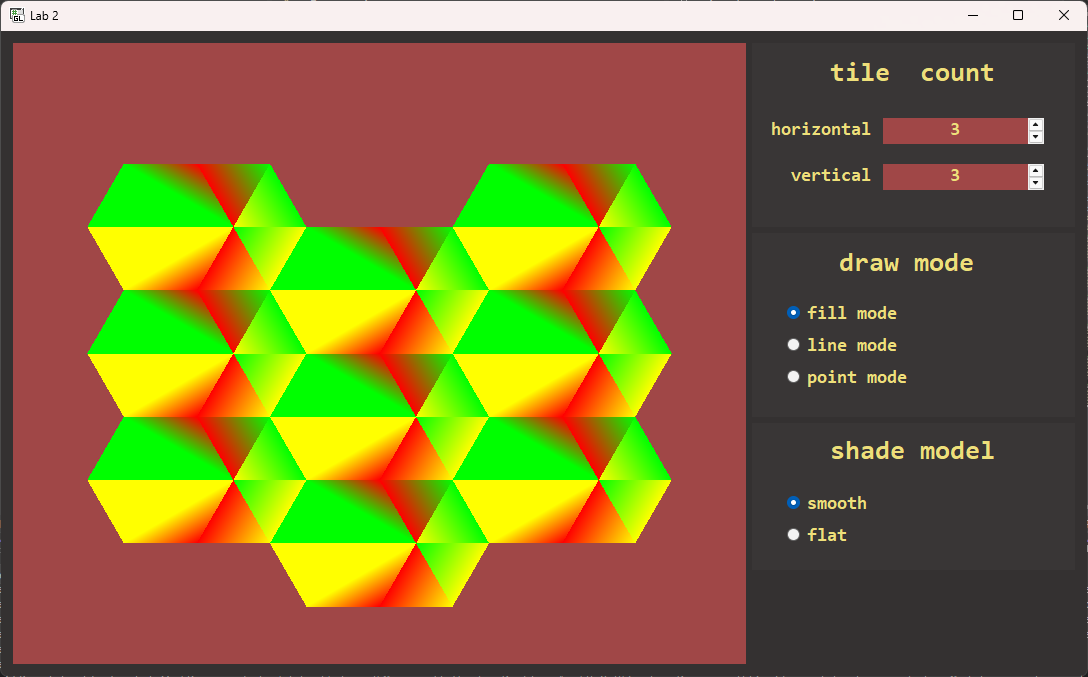 Lab 2
tile count
horizontal 3
vertical 3
draw mode
fill mode
line mode
point mode
shade model
smooth
flat